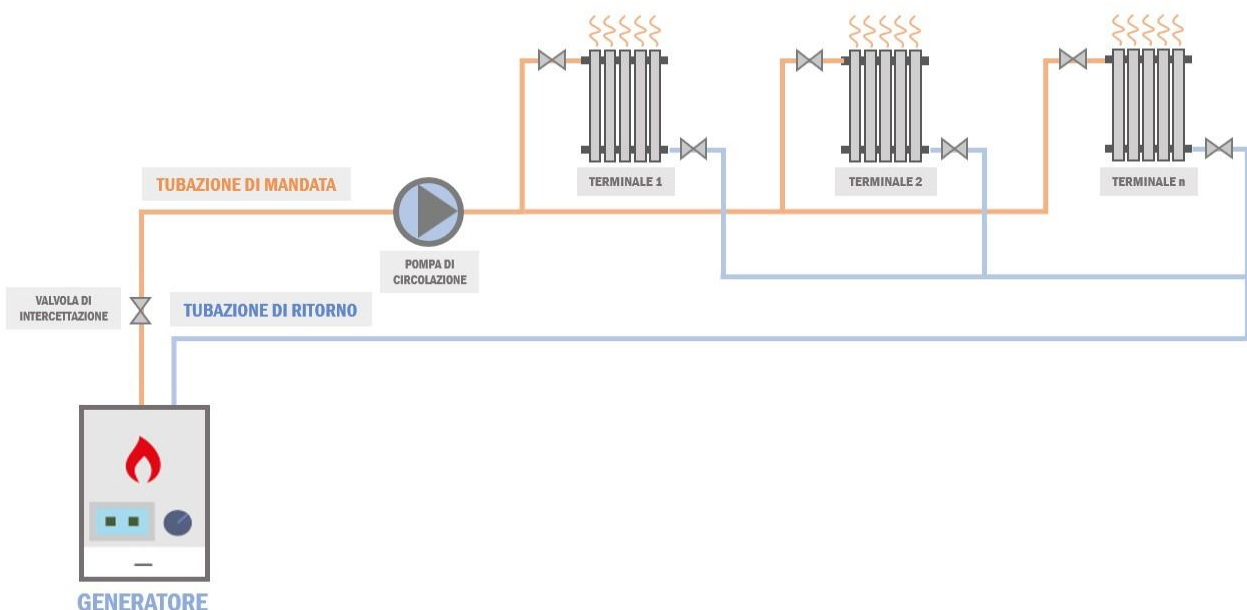 TERMINALE 1
TERMINALE 2
TERMINALE n
TUBAZIONE DI MANDATA
POMPA DI
CIRCOLAZIONE
VALVOLA DI
INTERCETTAZIONE
TUBAZIONE DI RITORNO
GENERATORE